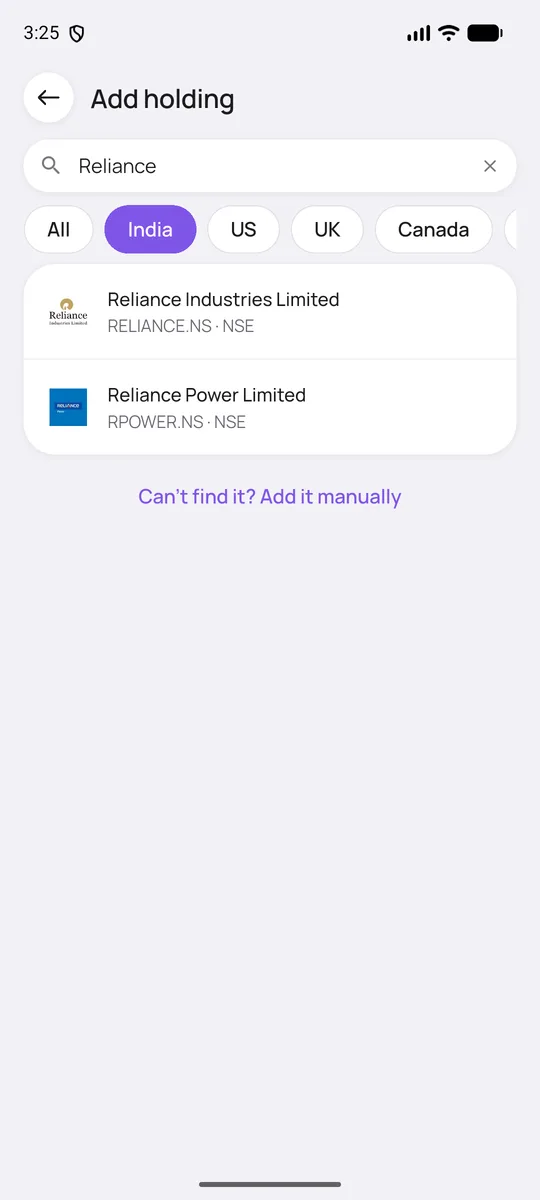 3:25
Add holding
Reliance
All India US UK Canada
Reliance
Industries Limited
Reliance Industries Limited
RELIANCE.NS · NSE
RELIANCE
Power
Reliance Power Limited
RPOWER.NS · NSE
Can't find it? Add it manually